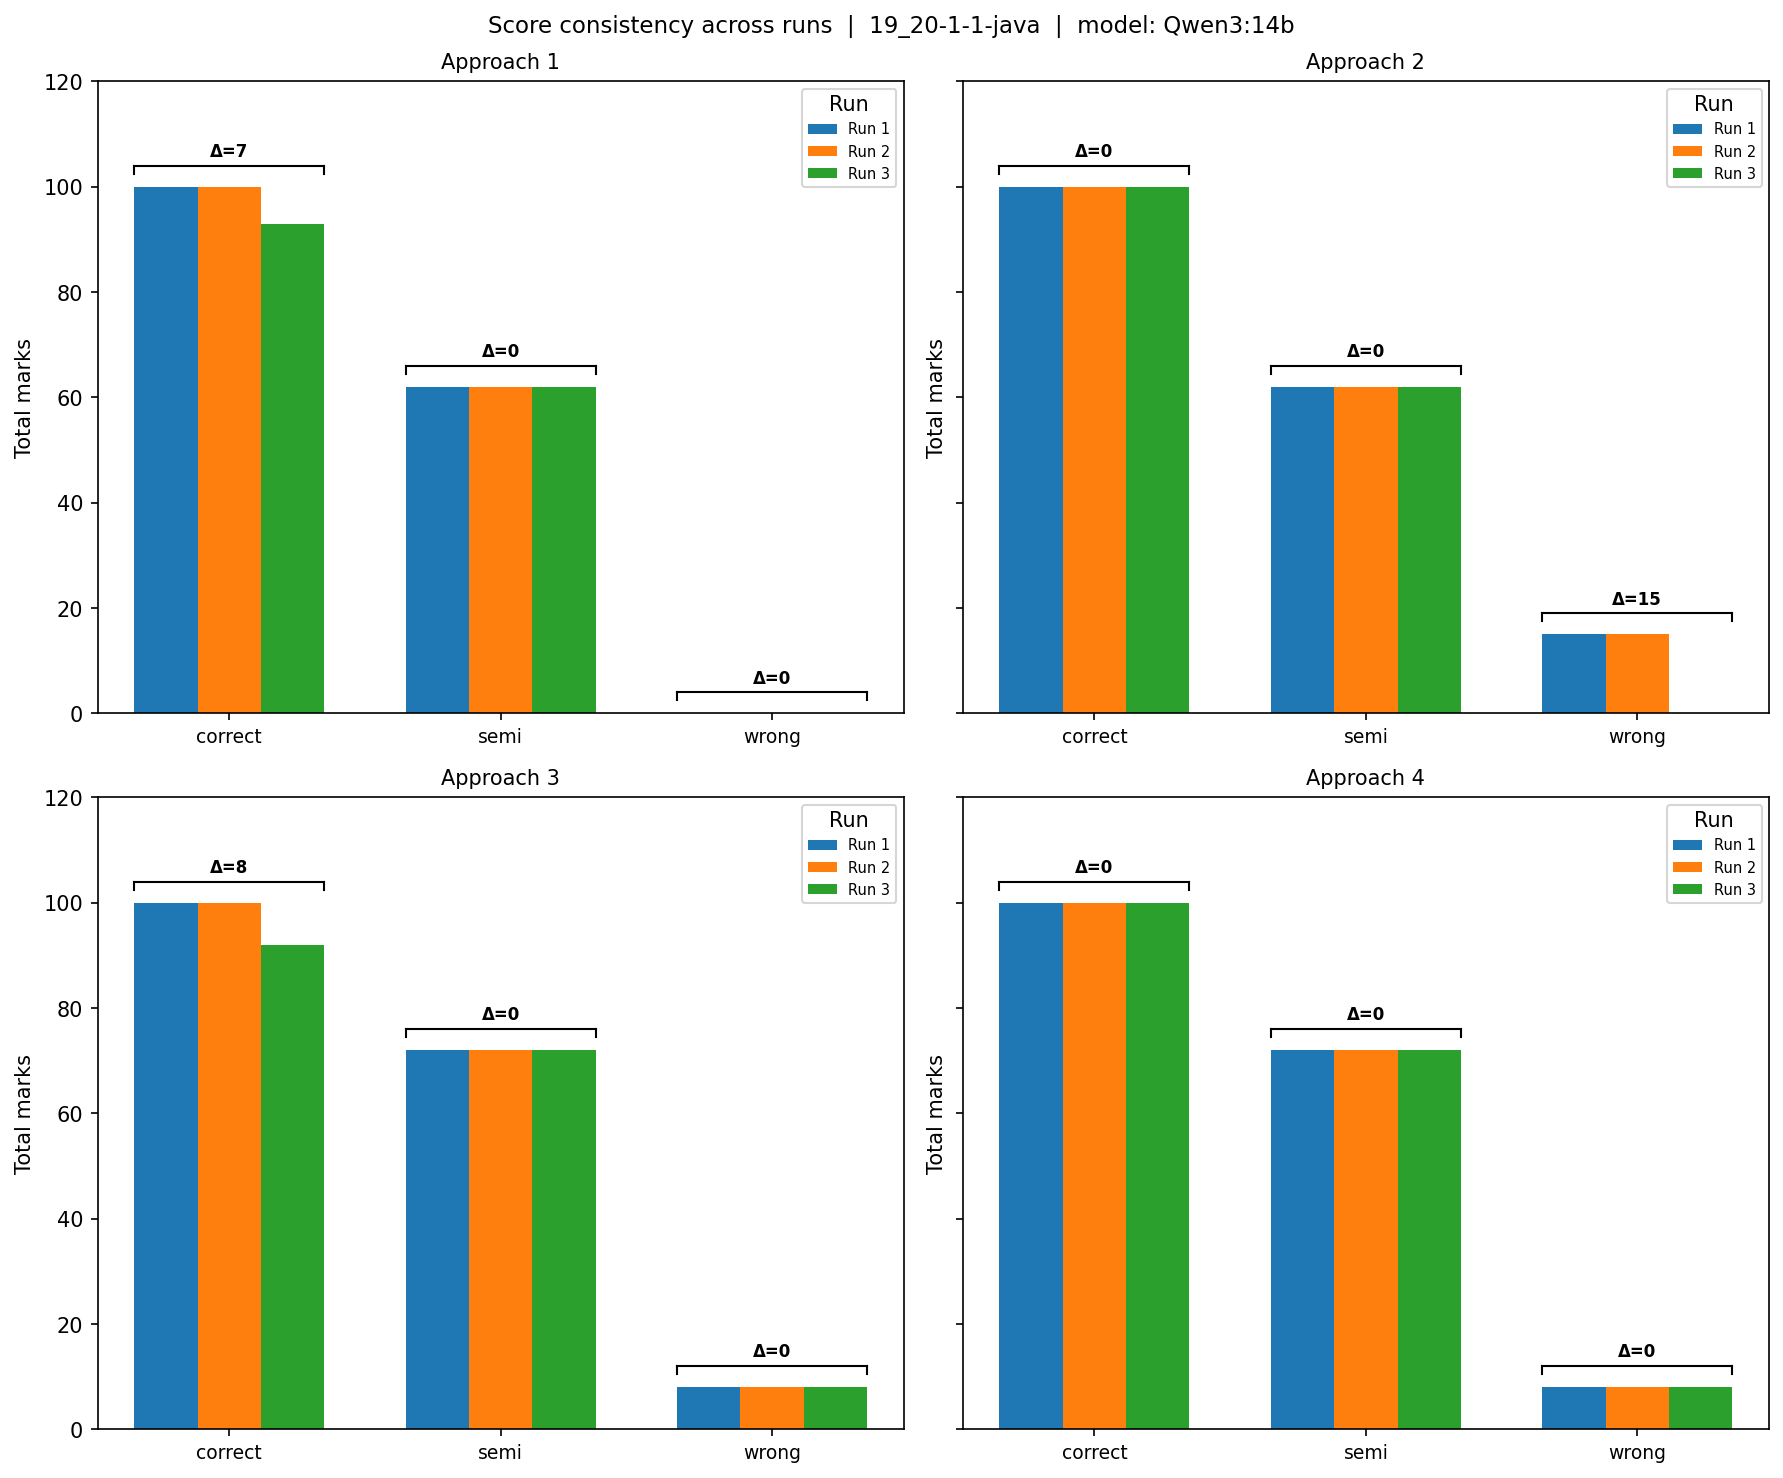 Score consistency across runs | 19_20-1-1-java | model: Qwen3:14b
Approach 1
Total marks
120
100
80
60
40
20
0
Δ=7
Δ=0
Δ=0
Run
Run 1
Run 2
Run 3
correct
semi
wrong
Approach 2
Total marks
Δ=0
Δ=0
Δ=15
Run
Run 1
Run 2
Run 3
correct
semi
wrong
Approach 3
Total marks
120
100
80
60
40
20
0
Δ=8
Δ=0
Δ=0
Run
Run 1
Run 2
Run 3
correct
semi
wrong
Approach 4
Total marks
Δ=0
Δ=0
Δ=0
Run
Run 1
Run 2
Run 3
correct
semi
wrong